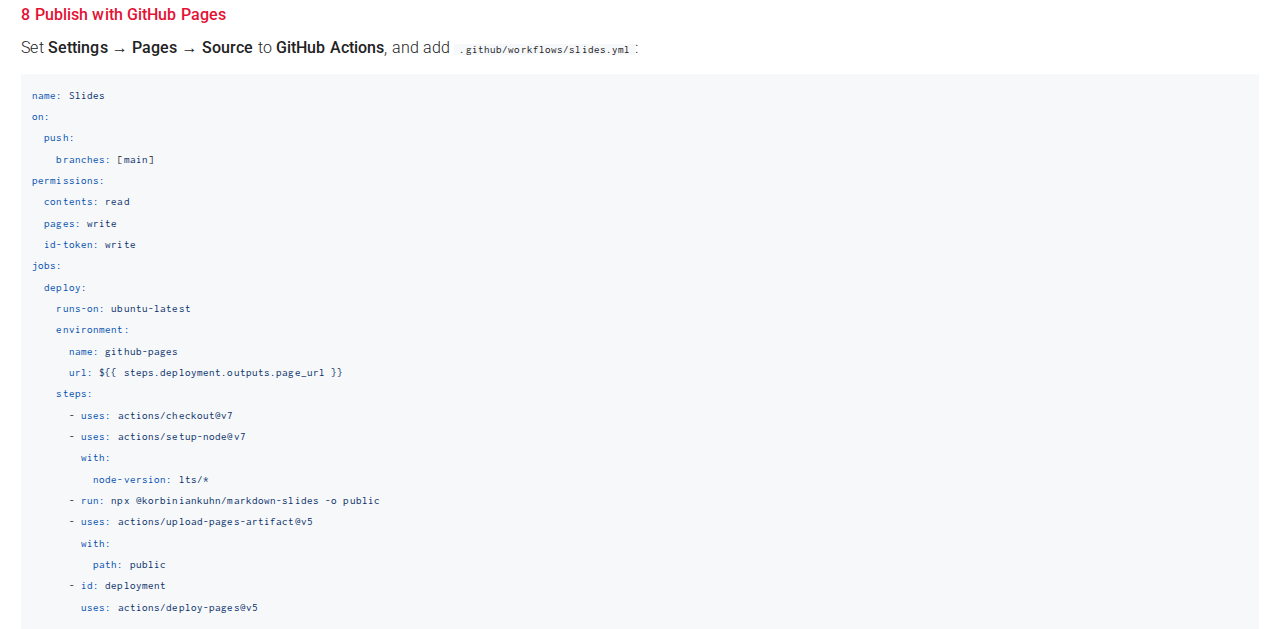 8 Publish with GitHub Pages
Set Settings → Pages → Source to GitHub Actions, and add .github/workflows/slides.yml :
name: Slides
on:
  push:
    branches: [main]
permissions:
  contents: read
  pages: write
  id-token: write
jobs:
  deploy:
    runs-on: ubuntu-latest
    environment:
      name: github-pages
      url: ${{ steps.deployment.outputs.page_url }}
    steps:
      - uses: actions/checkout@v7
      - uses: actions/setup-node@v7
        with:
          node-version: lts/*
      - run: npx @korbiniankuhn/markdown-slides -o public
      - uses: actions/upload-pages-artifact@v5
        with:
          path: public
      - id: deployment
        uses: actions/deploy-pages@v5